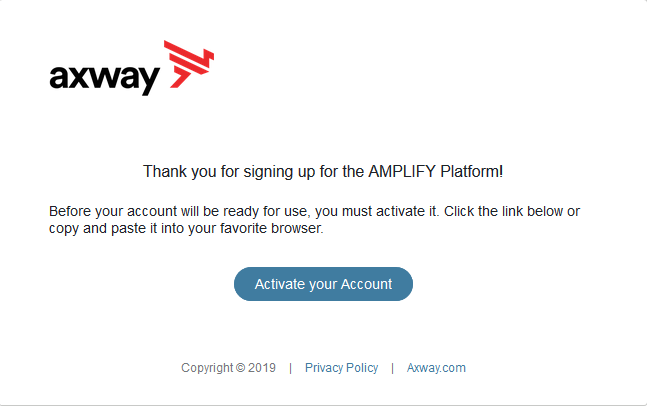 axway
Thank you for signing up for the AMPLIFY Platform!
Before your account will be ready for use, you must activate it. Click the link below or
copy and paste it into your favorite browser.
Activate your Account
Copyright © 2019 | Privacy Policy | Axway.com